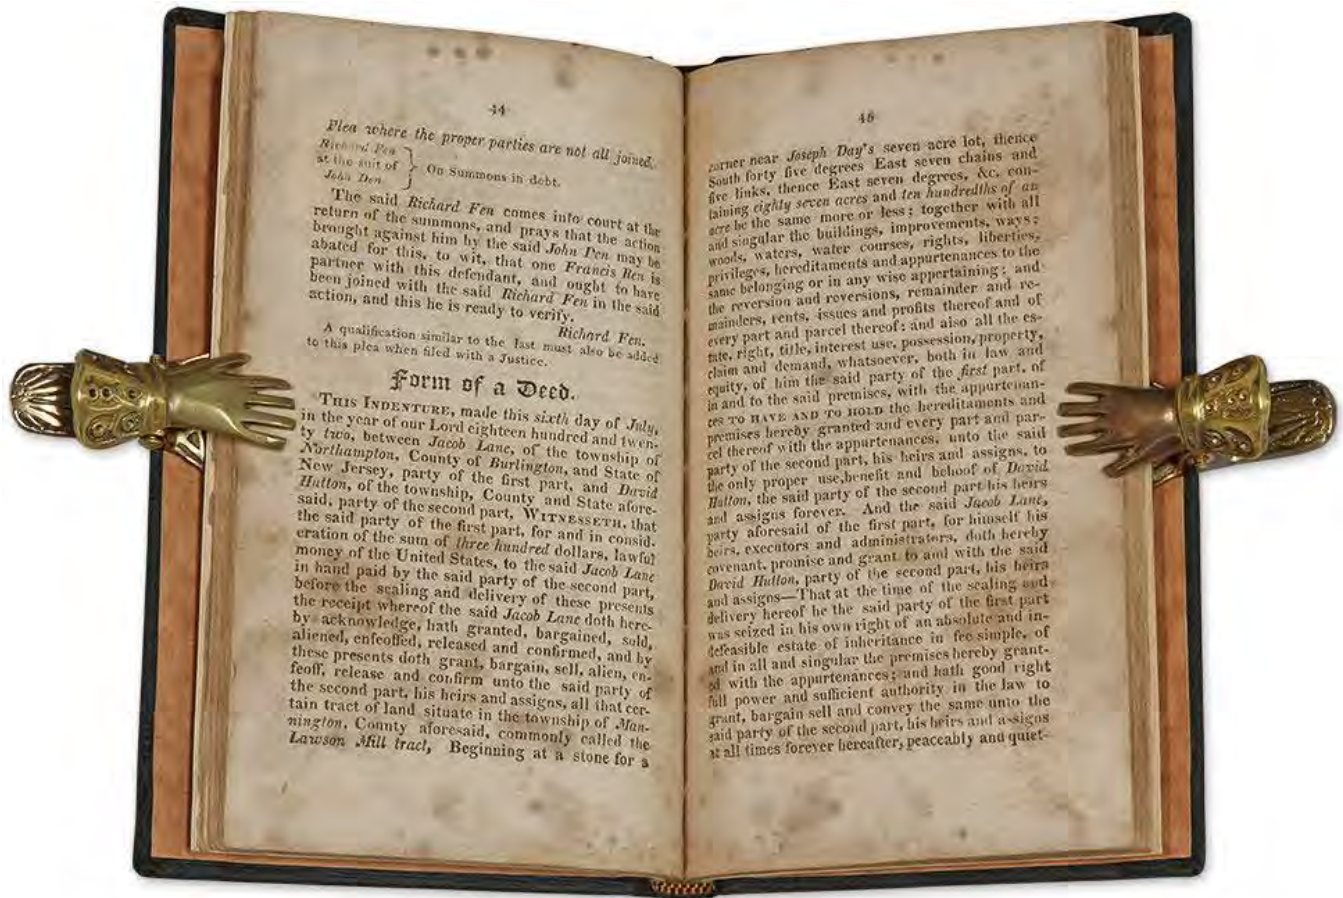 44
Plea where the proper parties are not all joined.
Richard Fen
at the suit of } On Summons in debt.
John Den
The said Richard Fen comes into court at the
return of the summons, and prays that the action
brought against him by the said John Den may be
abated for this, to wit, that one Francis Ren is
partner with this defendant, and ought to have
been joined with the said Richard Fen in the said
action, and this he is ready to verify.
Richard Fen.
A qualification similar to the last must also be added
to this plea when filed with a Justice.
Form of a Deed.
THIS INDENTURE, made this sixth day of July,
in the year of our Lord eighteen hundred and twen-
ty two, between Jacob Lane, of the township of
Northampton, County of Burlington, and State of
New Jersey, party of the first part, and David
Hutton, of the township, County and State afore-
said, party of the second part, WITNESSETH, that
the said party of the first part, for and in consid-
eration of the sum of three hundred dollars, lawful
money of the United States, to the said Jacob Lane
in hand paid by the said party of the second part,
before the sealing and delivery of these presents
the receipt whereof the said Jacob Lane doth here-
by acknowledge, hath granted, bargained, sold,
aliened, enfeoffed, released and confirmed, and by
these presents doth grant, bargain, sell, alien, en-
feoff, release and confirm unto the said party of
the second part, his heirs and assigns, all that cer-
tain tract of land situate in the township of Man-
nington, County aforesaid, commonly called the
Lawson Mill tract, Beginning at a stone for a
45
corner near Joseph Day's seven acre lot, thence
South forty five degrees East seven chains and
five links, thence East seven degrees, &c. con-
taining eighty seven acres and ten hundredths of an
acre be the same more or less; together with all
and singular the buildings, improvements, ways;
woods, waters, water courses, rights, liberties,
privileges, hereditaments and appurtenances to the
same belonging or in any wise appertaining; and
the reversion and reversions, remainder and re-
mainders, rents, issues and profits thereof and of
every part and parcel thereof: and also all the es-
tate, right, title, interest use, possession, property,
claim and demand, whatsoever, both in law and
equity, of him the said party of the first part, of
in and to the said premises, with the appurtenan-
ces TO HAVE AND TO HOLD the hereditaments and
premises hereby granted and every part and par-
cel thereof with the appurtenances, unto the said
party of the second part, his heirs and assigns, to
the only proper use, benefit and behoof of David
Hutton, the said party of the second part his heirs
and assigns forever. And the said Jacob Lane,
party aforesaid of the first part, for himself his
heirs, executors and administrators, doth hereby
covenant, promise and grant to and with the said
David Hutton, party of the second part, his heirs
and assigns—That at the time of the sealing and
delivery hereof he the said party of the first part
was seized in his own right of an absolute and in-
defeasible estate of inheritance in fee simple, of
and in all and singular the premises hereby grant-
ed with the appurtenances; and hath good right
full power and sufficient authority in the law to
grant, bargain sell and convey the same unto the
said party of the second part, his heirs and assigns
at all times forever hereafter, peaceably and quiet-